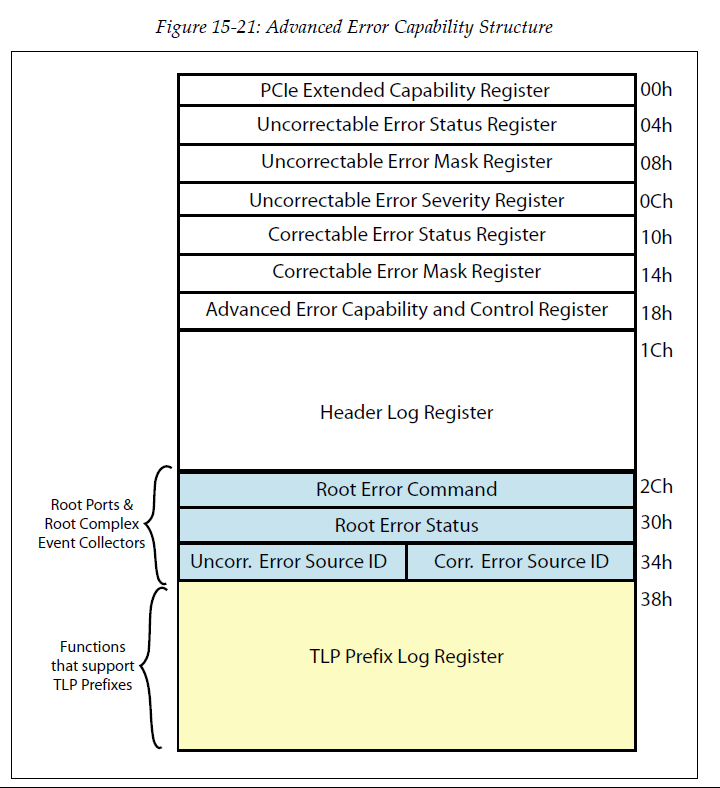 Figure 15-21: Advanced Error Capability Structure
PCIe Extended Capability Register 00h
Uncorrectable Error Status Register 04h
Uncorrectable Error Mask Register 08h
Uncorrectable Error Severity Register 0Ch
Correctable Error Status Register 10h
Correctable Error Mask Register 14h
Advanced Error Capability and Control Register 18h
1Ch
Header Log Register
Root Ports &
Root Complex
Event Collectors
Root Error Command 2Ch
Root Error Status 30h
Uncorr. Error Source ID Corr. Error Source ID 34h
38h
Functions
that support
TLP Prefixes
TLP Prefix Log Register